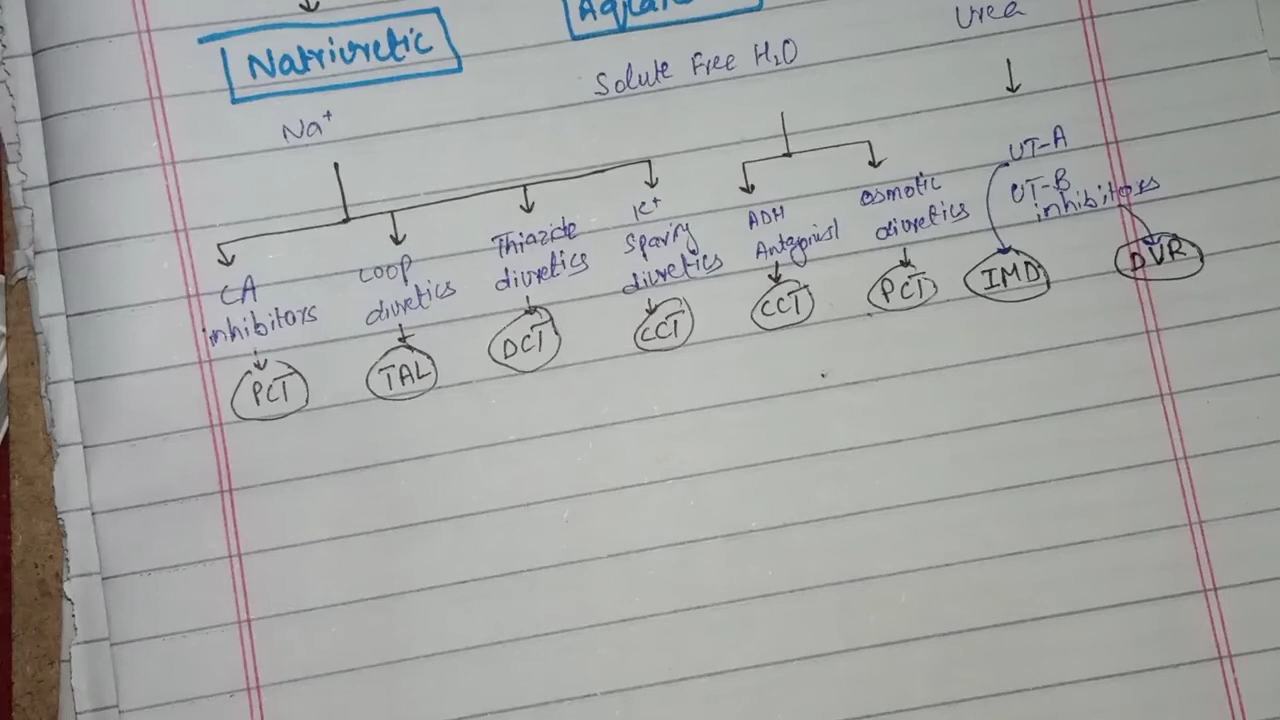 Natriuretic
Na⁺
Solute Free H₂O
Urea
CA
inhibitors
PCT
Loop
diuretics
TAL
Thiazide
diuretics
DCT
K⁺
Sparing
diuretics
CCT
ADH
Antagonist
CCT
Osmotic
diuretics
PCT
UT-A
UT-B
inhibitors
IMD
DVR